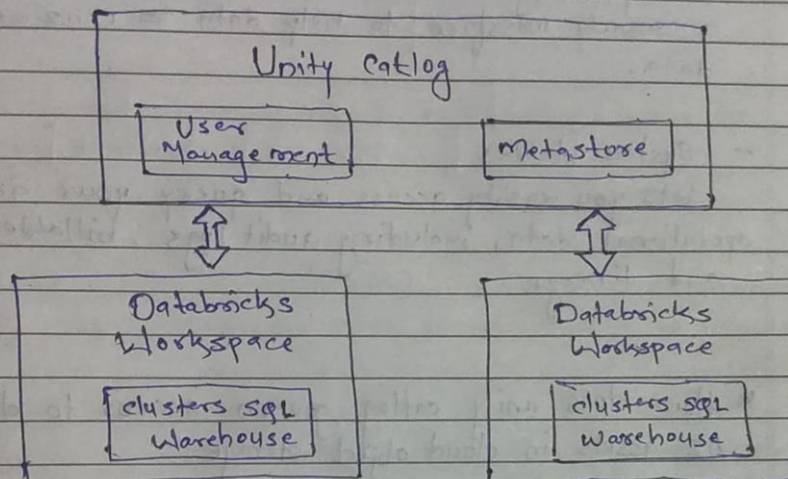 Unity Catlog
User
Management
Metastore
Databricks
Workspace
clusters SQL
Warehouse
Databricks
Workspace
clusters SQL
Warehouse